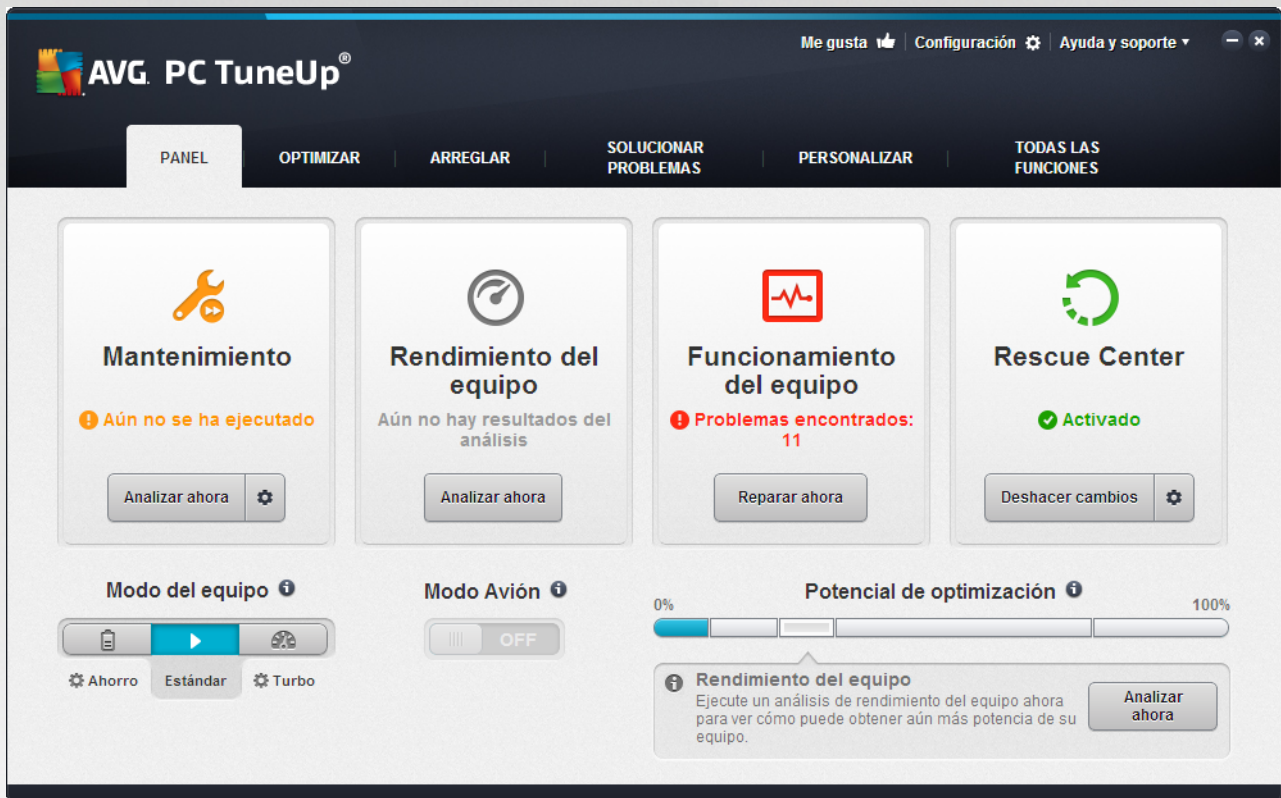 Me gusta | Configuración | Ayuda y soporte
AVG. PC TuneUp®
PANEL
OPTIMIZAR
ARREGLAR
SOLUCIONAR
PROBLEMAS
PERSONALIZAR
TODAS LAS
FUNCIONES
Mantenimiento
Aún no se ha ejecutado
Analizar ahora
Rendimiento del
equipo
Aún no hay resultados del
análisis
Analizar ahora
Funcionamiento
del equipo
Problemas encontrados:
11
Reparar ahora
Rescue Center
Activado
Deshacer cambios
Modo del equipo
Ahorro
Estándar
Turbo
Modo Avión
OFF
Potencial de optimización
0%
100%
Rendimiento del equipo
Ejecute un análisis de rendimiento del equipo ahora
para ver cómo puede obtener aún más potencia de su
equipo.
Analizar
ahora